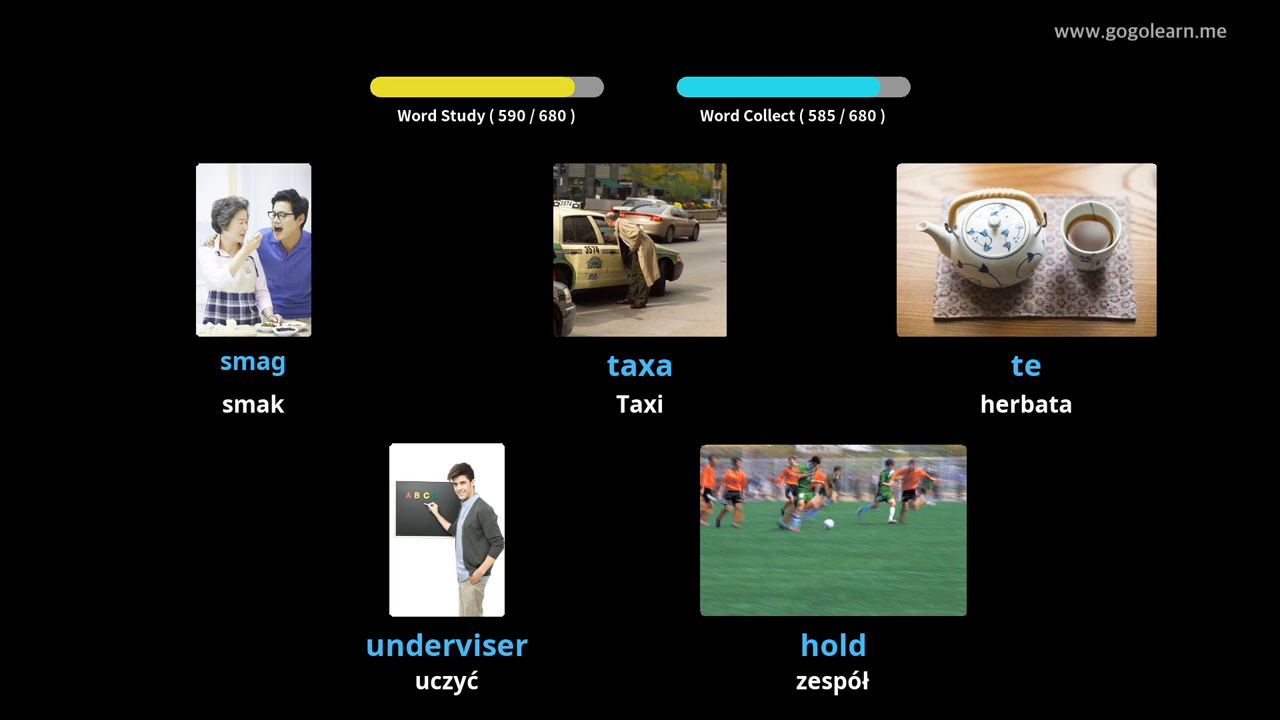 www.gogolearn.me
Word Study ( 590 / 680 )
Word Collect ( 585 / 680 )
3574
A B C
smag
taxa
te
smak
Taxi
herbata
underviser
hold
uczyć
zespół